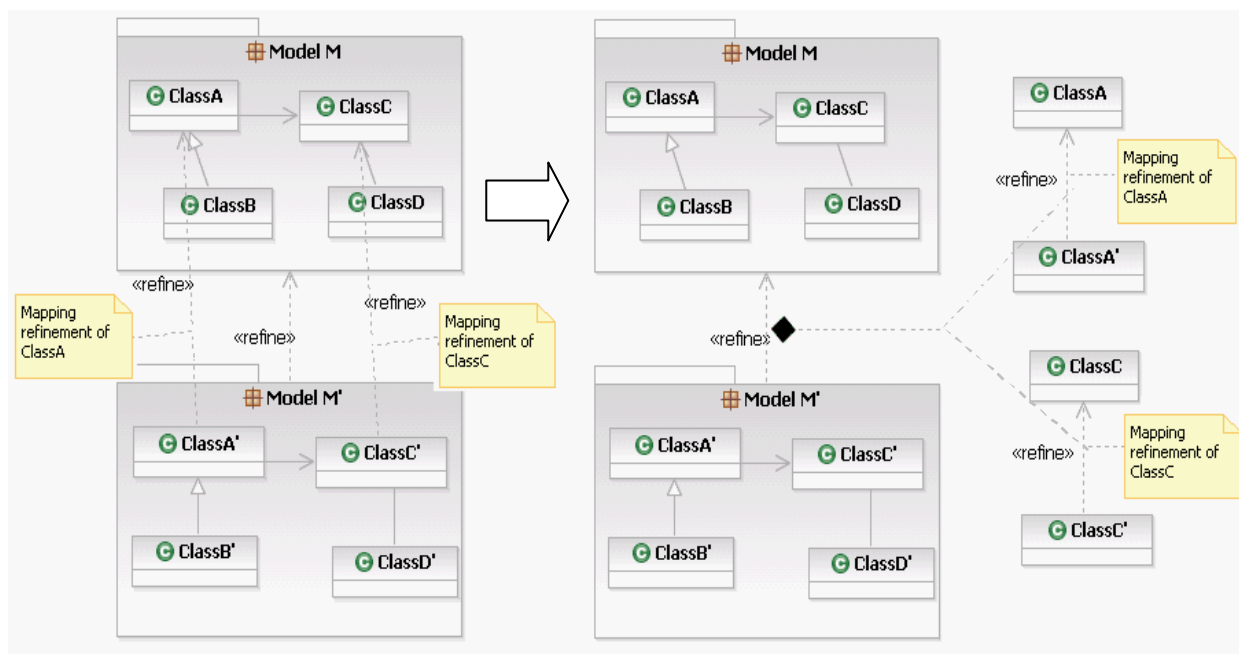 Model M
ClassA
ClassC
ClassB
ClassD
«refine»
«refine»
«refine»
Mapping
refinement of
ClassA
Mapping
refinement of
ClassC
Model M'
ClassA'
ClassC'
ClassB'
ClassD'
Model M
ClassA
ClassC
ClassB
ClassD
«refine»
Model M'
ClassA'
ClassC'
ClassB'
ClassD'
ClassA
«refine»
Mapping
refinement of
ClassA
ClassA'
ClassC
«refine»
Mapping
refinement of
ClassC
ClassC'